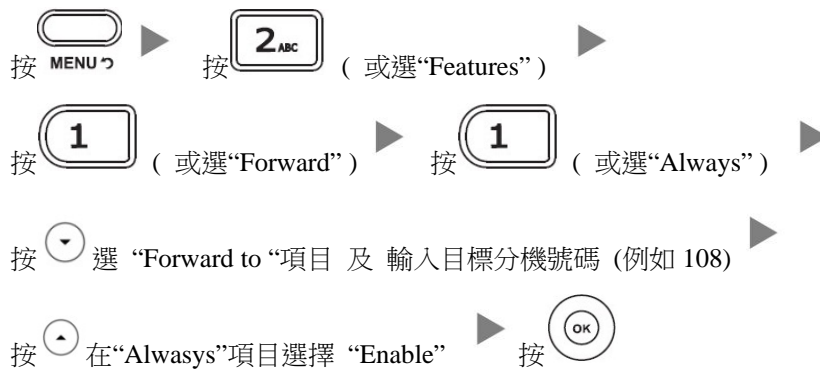 按 MENU 按 2 ABC ( 或選“Features” )
按 1 ( 或選“Forward” ) 按 1 ( 或選“Always” )
按 選 “Forward to “項目 及 輸入目標分機號碼 (例如 108)
按 在“Alwasys”項目選擇 “Enable” 按 OK